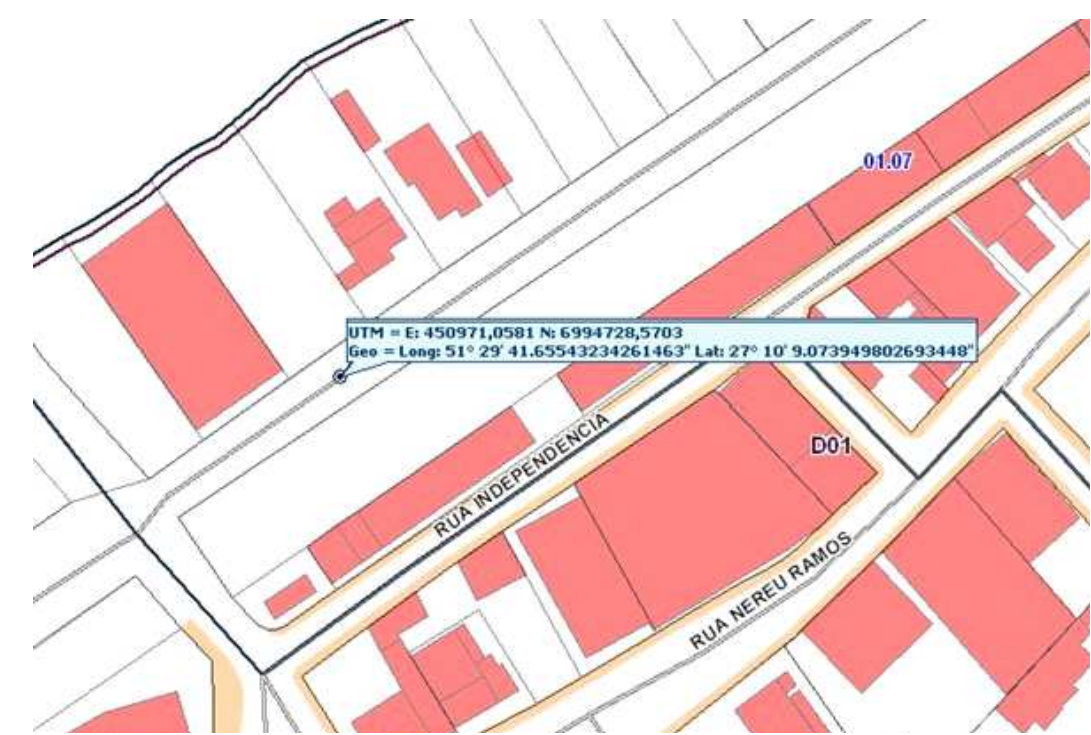 01.07
UTM = E: 450971,0581 N: 6994728,5703
Geo = Long: 51° 29' 41.65543234261463" Lat: 27° 10' 9.073949802693448"
D01
RUA INDEPENDENCIA
RUA NEREU RAMOS